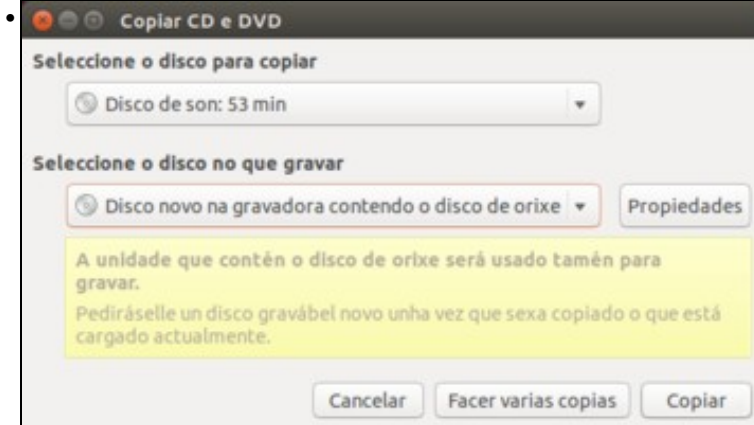 Copiar CD e DVD
Seleccione o disco para copiar
Disco de son: 53 min
Seleccione o disco no que gravar
Disco novo na gravadora contendo o disco de orixe
Propiedades
A unidade que contén o disco de orixe será usado tamén para
gravar.
Pediráselle un disco gravábel novo unha vez que sexa copiado o que está
cargado actualmente.
Cancelar
Facer varias copias
Copiar